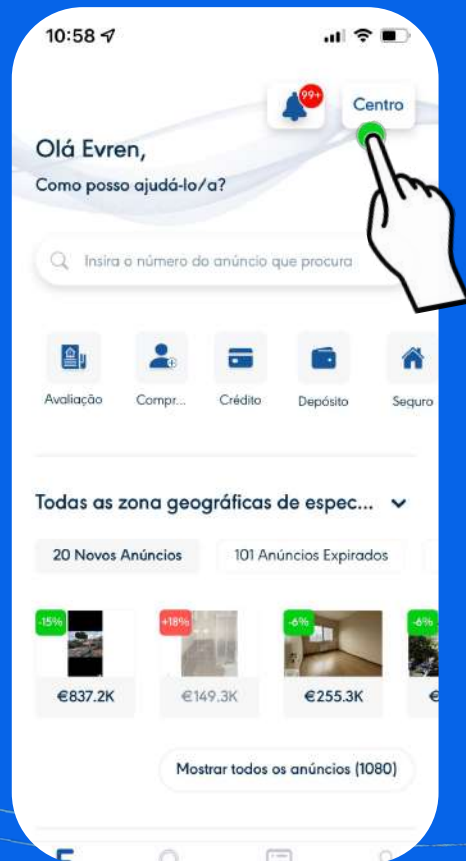 10:58
99+
Centro
Olá Evren,
Como posso ajudá-lo/a?
Insira o número do anúncio que procura
Avaliação Compr... Crédito Depósito Seguro
Todas as zona geográficas de espec...
20 Novos Anúncios 101 Anúncios Expirados
-15% +18% -6% -6%
€837.2K €149.3K €255.3K €
Mostrar todos os anúncios (1080)